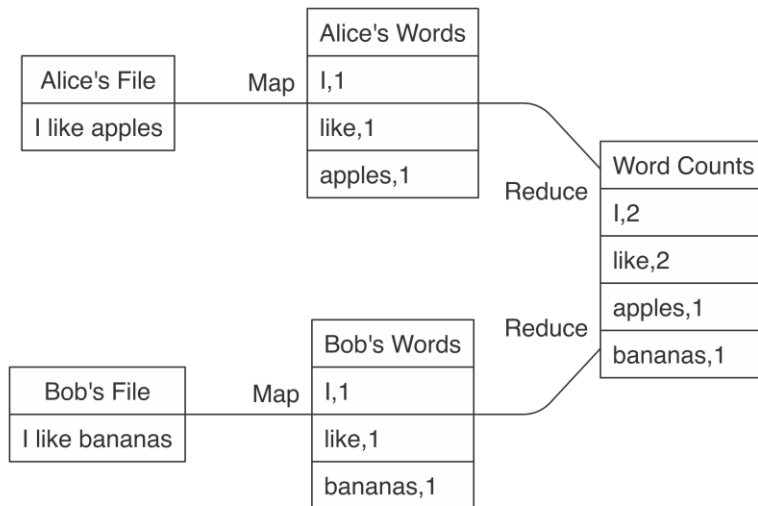 Alice's File
I like apples
Map
Alice's Words
I,1
like,1
apples,1
Reduce
Word Counts
I,2
like,2
apples,1
bananas,1
Reduce
Bob's File
I like bananas
Map
Bob's Words
I,1
like,1
bananas,1